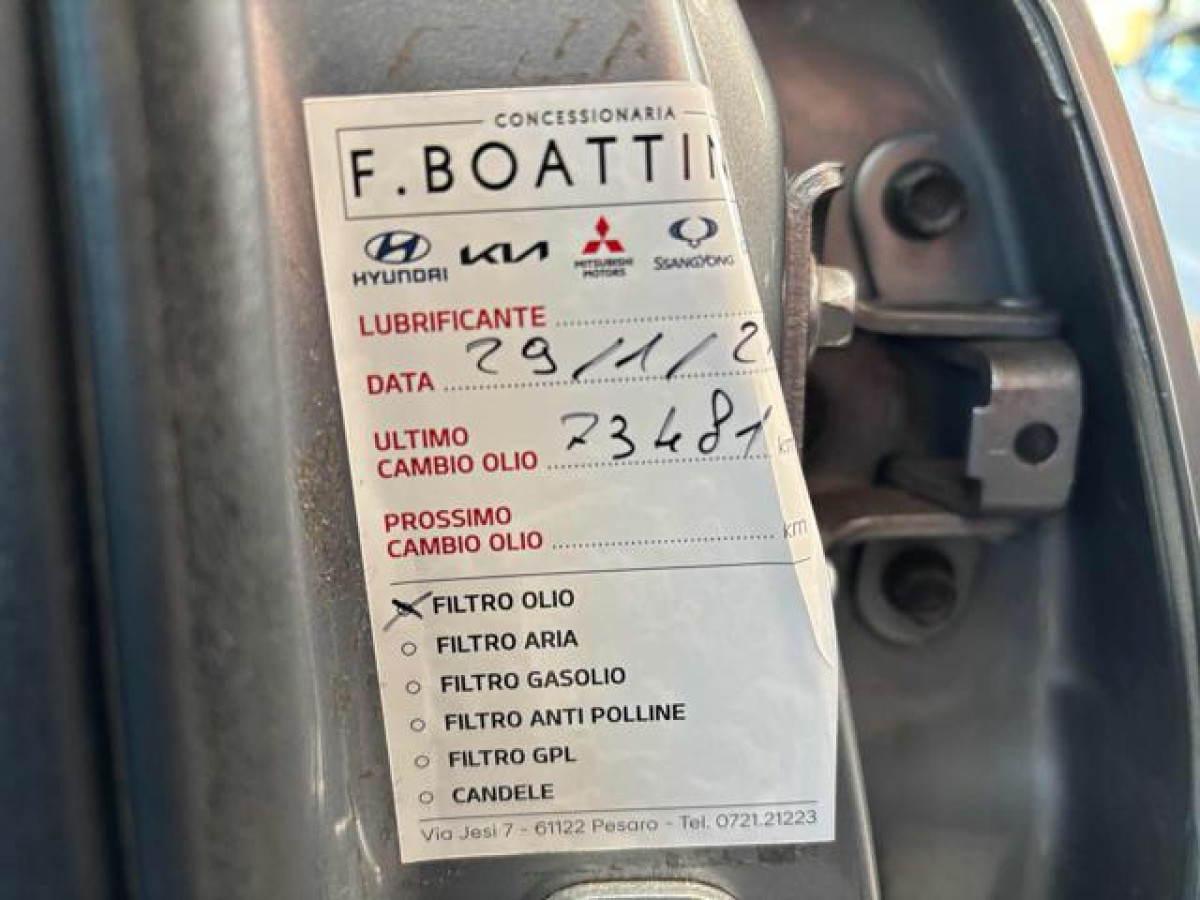 CONCESSIONARIA
F. BOATTI
HYUNDAI KIA MITSUBISHI MOTORS SSANGYONG
LUBRIFICANTE
DATA 29/1/2
ULTIMO
CAMBIO OLIO 73481 km
PROSSIMO
CAMBIO OLIO km
FILTRO OLIO
FILTRO ARIA
FILTRO GASOLIO
FILTRO ANTI POLLINE
FILTRO GPL
CANDELE
Via Jesi 7 - 61122 Pesaro - Tel. 0721.21223